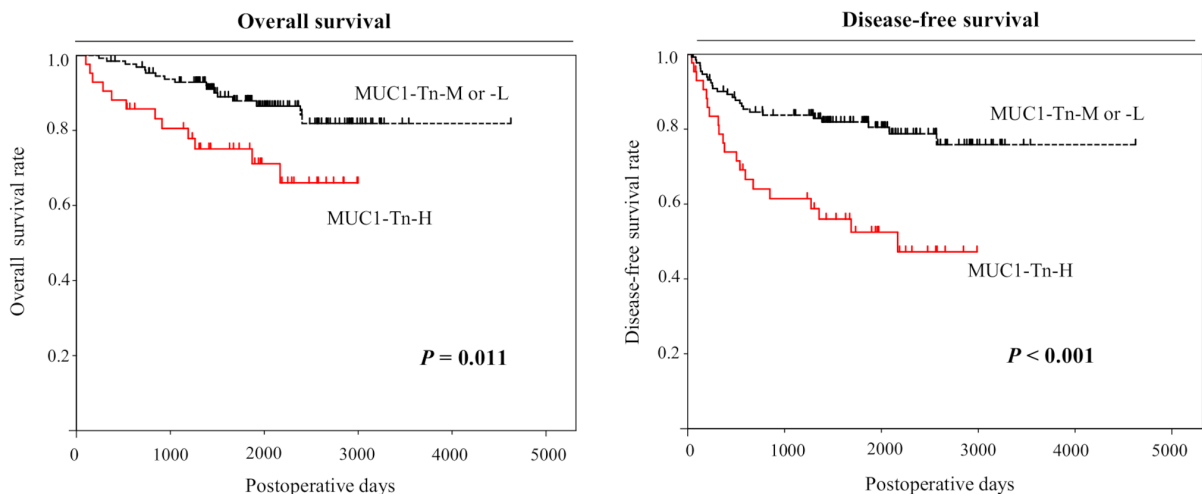 Overall survival
1.0
0.8
0.6
0.4
0.2
0
1000
2000
3000
4000
5000
Overall survival rate
Postoperative days
MUC1-Tn-M or -L
MUC1-Tn-H
P = 0.011
Disease-free survival
1.0
0.8
0.6
0.4
0.2
0
1000
2000
3000
4000
5000
Disease-free survival rate
Postoperative days
MUC1-Tn-M or -L
MUC1-Tn-H
P < 0.001